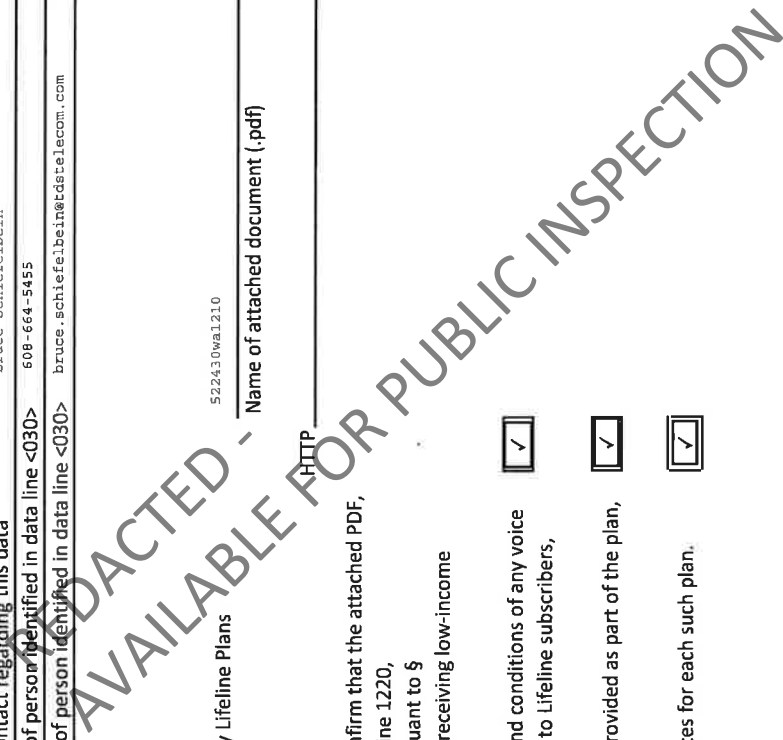 ntact regarding this data
of person identified in data line <030> 608-664-5455
of person identified in data line <030> bruce.schiefelbein@tdstelecom.com
522430wa1210
y Lifeline Plans
Name of attached document (.pdf)
HTTP
nfirm that the attached PDF,
ne 1220,
uant to §
receiving low-income
nd conditions of any voice
to Lifeline subscribers,
✓
rovided as part of the plan,
✓
es for each such plan.
✓
REDACTED -
AVAILABLE FOR PUBLIC INSPECTION